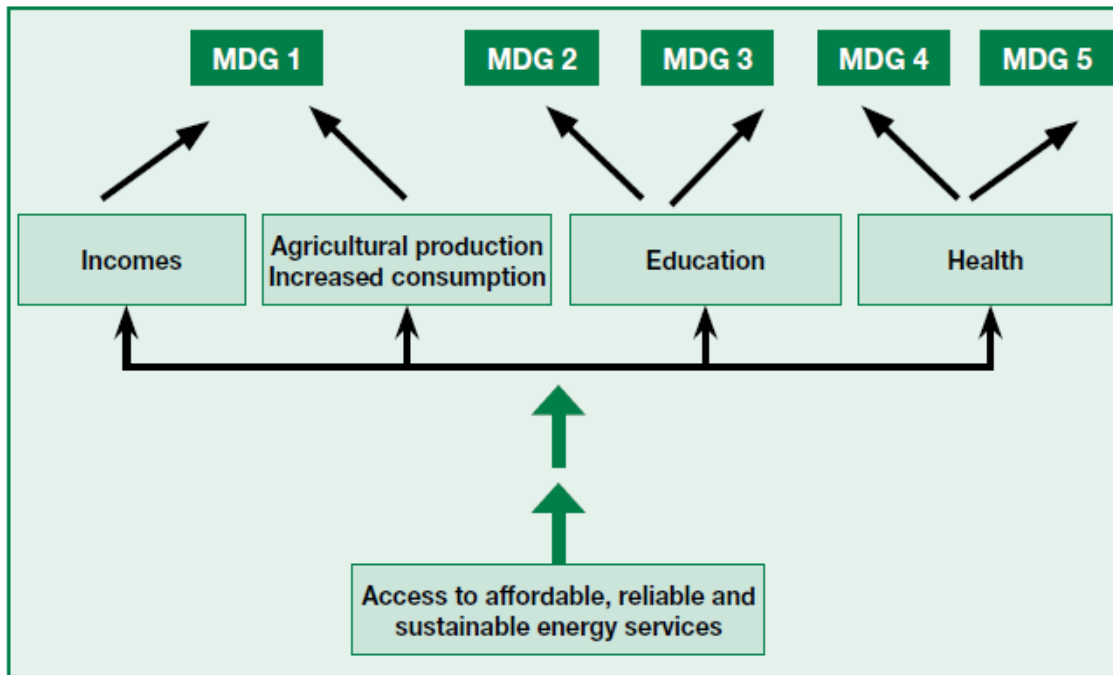 MDG 1
MDG 2
MDG 3
MDG 4
MDG 5
Incomes
Agricultural production
Increased consumption
Education
Health
Access to affordable, reliable and
sustainable energy services